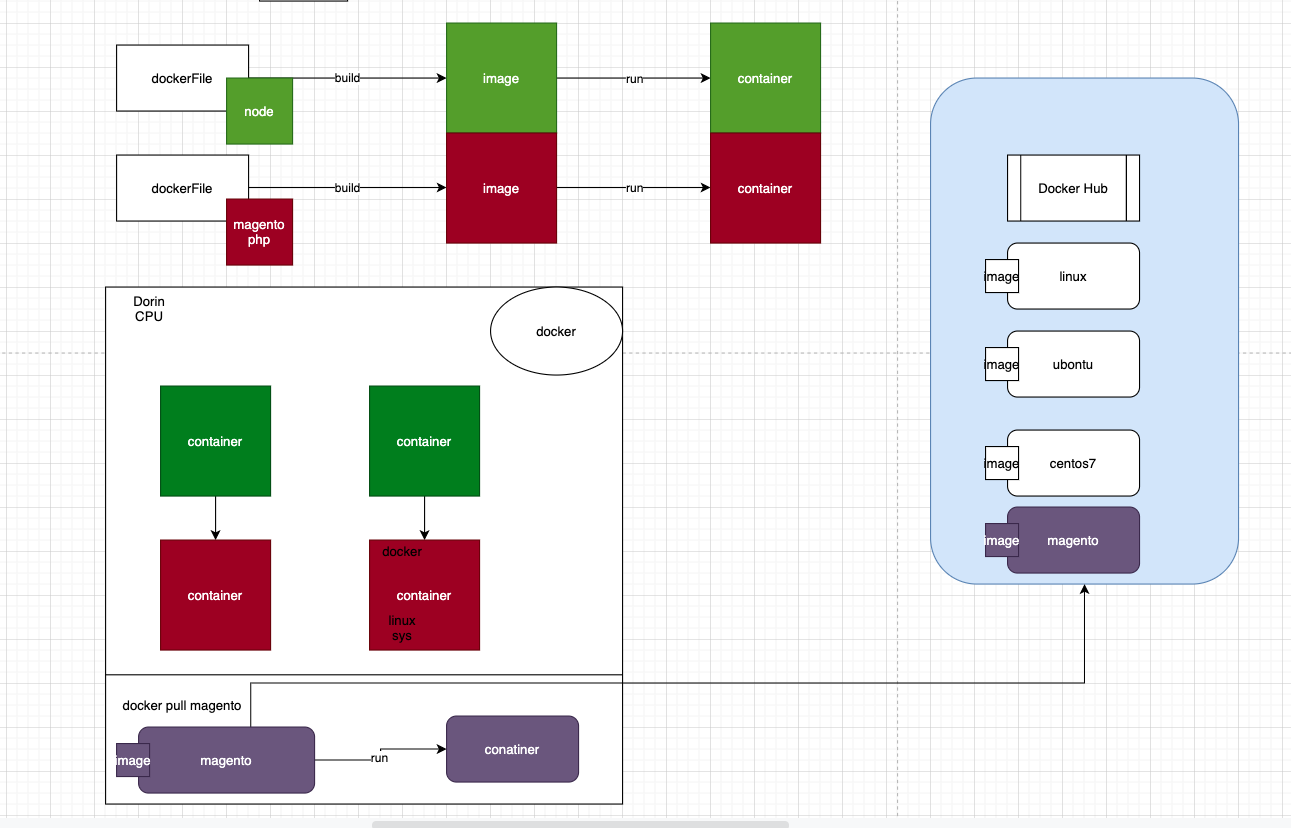 dockerFile
build
image
run
container
node
dockerFile
build
image
run
container
magento
php
Dorin
CPU
docker
container
container
container
docker
container
linux
sys
docker pull magento
image
magento
run
conatiner
Docker Hub
image
linux
image
ubontu
image
centos7
image
magento